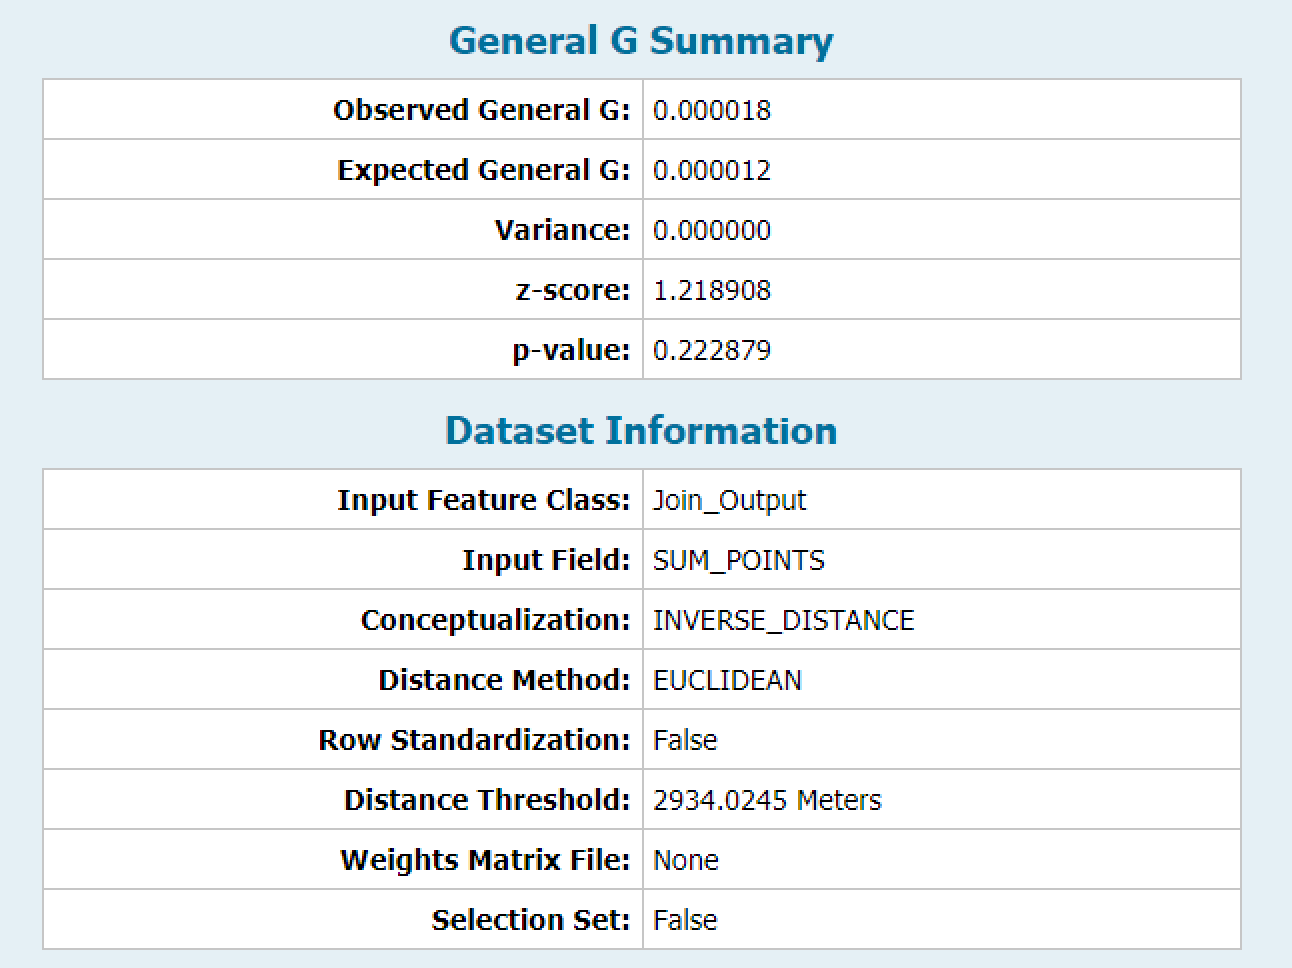 General G Summary
Observed General G: 0.000018
Expected General G: 0.000012
Variance: 0.000000
z-score: 1.218908
p-value: 0.222879
Dataset Information
Input Feature Class: Join_Output
Input Field: SUM_POINTS
Conceptualization: INVERSE_DISTANCE
Distance Method: EUCLIDEAN
Row Standardization: False
Distance Threshold: 2934.0245 Meters
Weights Matrix File: None
Selection Set: False